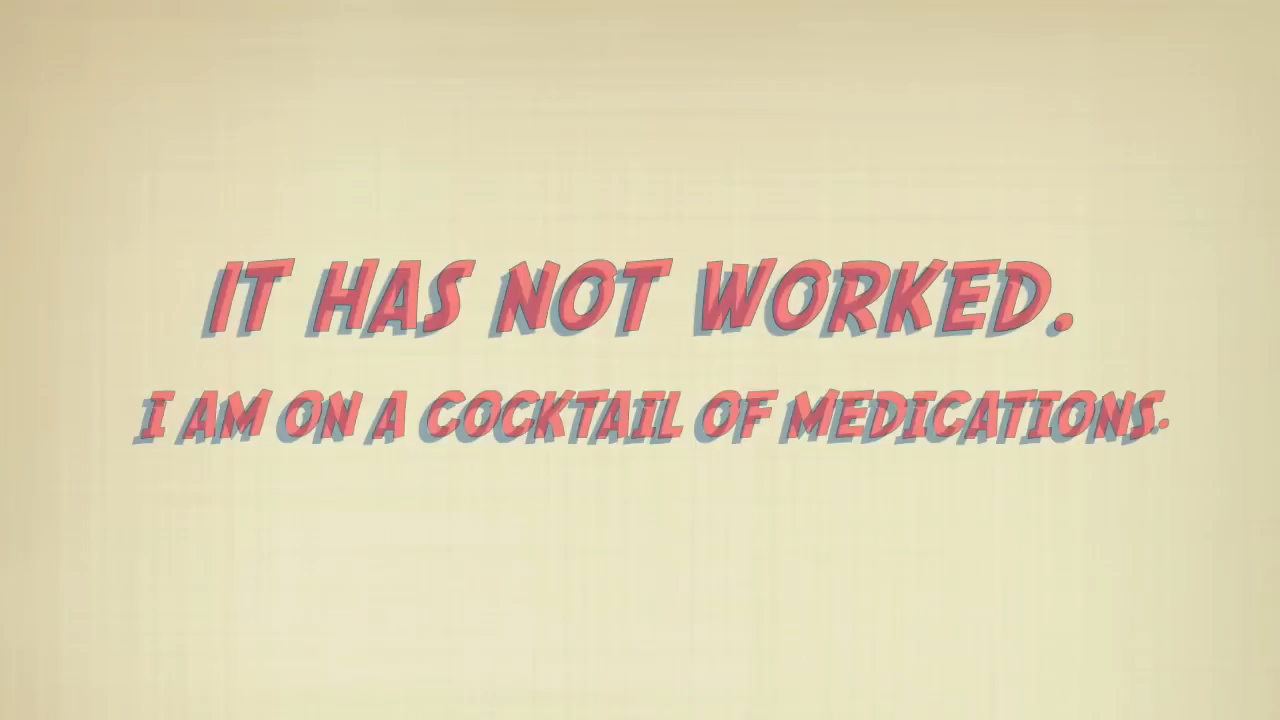 IT HAS NOT WORKED.
I AM ON A COCKTAIL OF MEDICATIONS.